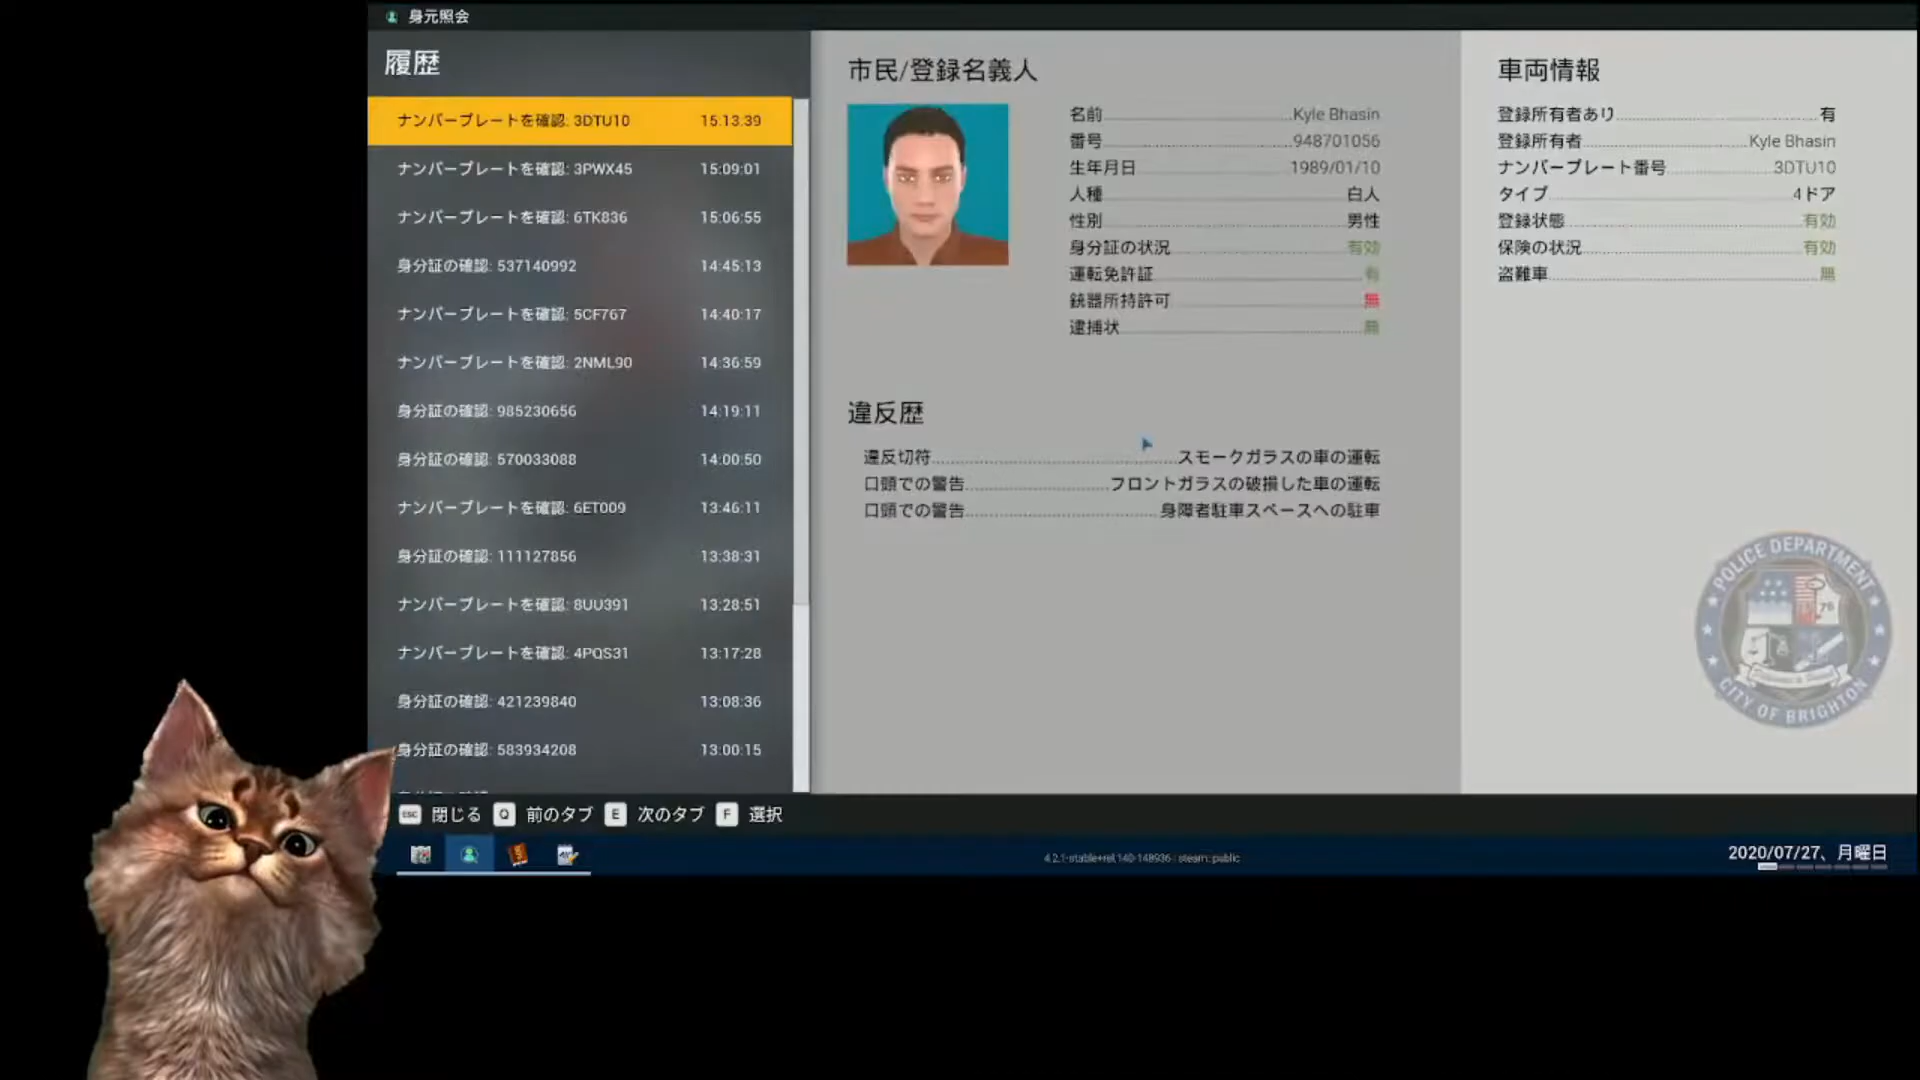 身元照会
履歴
ナンバープレートを確認: 3DTU10 15:13:39
ナンバープレートを確認: 3PWX45 15:09:01
ナンバープレートを確認: 6TK836 15:06:55
身分証の確認: 537140992 14:45:13
ナンバープレートを確認: 5CF767 14:40:17
ナンバープレートを確認: 2NML90 14:36:59
身分証の確認: 985230656 14:19:11
身分証の確認: 570033088 14:00:50
ナンバープレートを確認: 6ET009 13:46:11
身分証の確認: 111127856 13:38:31
ナンバープレートを確認: 8UU391 13:28:51
ナンバープレートを確認: 4PQS31 13:17:28
身分証の確認: 421239840 13:08:36
身分証の確認: 583934208 13:00:15
市民/登録名義人
名前 Kyle Bhasin
番号 948701056
生年月日 1989/01/10
人種 白人
性別 男性
身分証の状況 有効
運転免許証 有
銃器所持許可 無
逮捕状 無
違反歴
違反切符 スモークガラスの車の運転
口頭での警告 フロントガラスの破損した車の運転
口頭での警告 身障者駐車スペースへの駐車
車両情報
登録所有者あり 有
登録所有者 Kyle Bhasin
ナンバープレート番号 3DTU10
タイプ 4ドア
登録状態 有効
保険の状況 有効
盗難車 無
POLICE DEPARTMENT
76
CITY OF BRIGHTON
ESC 閉じる Q 前のタブ E 次のタブ F 選択
4.2.1-stable+rel.140-148936 : steam: public
2020/07/27、月曜日